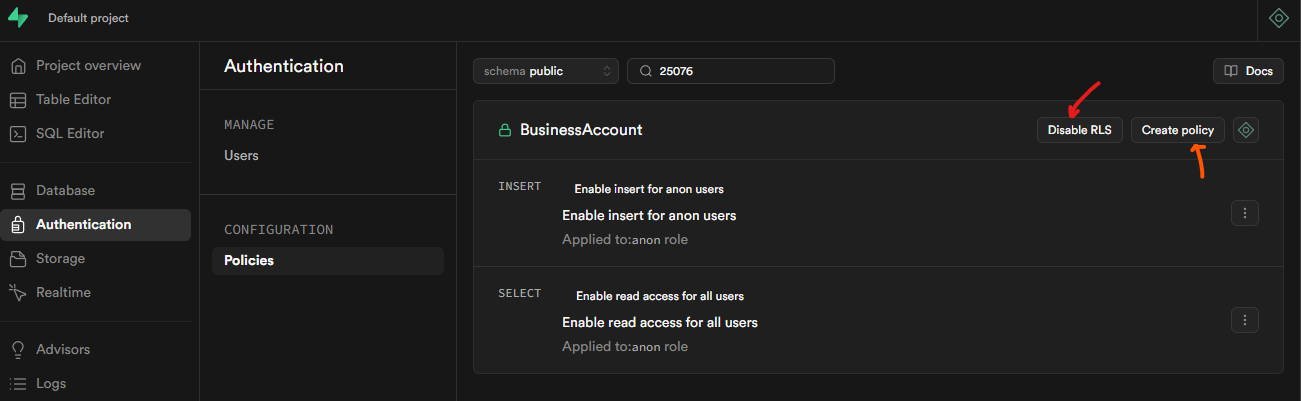 Default project
Project overview
Table Editor
SQL Editor
Database
Authentication
Storage
Realtime
Advisors
Logs
Authentication
MANAGE
Users
CONFIGURATION
Policies
schema public
25076
Docs
BusinessAccount
Disable RLS
Create policy
INSERT Enable insert for anon users
Enable insert for anon users
Applied to:anon role
SELECT Enable read access for all users
Enable read access for all users
Applied to:anon role